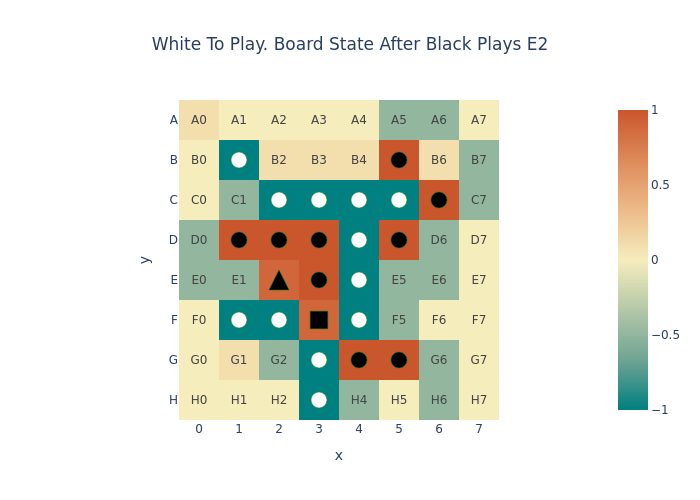 White To Play. Board State After Black Plays E2
A A0 A1 A2 A3 A4 A5 A6 A7
B B0 B2 B3 B4 B6 B7
C C0 C1 C7
D D0 D6 D7
E E0 E1 E5 E6 E7
F F0 F5 F6 F7
G G0 G1 G2 G6 G7
H H0 H1 H2 H4 H5 H6 H7
0 1 2 3 4 5 6 7
x
y
1
0.5
0
−0.5
−1